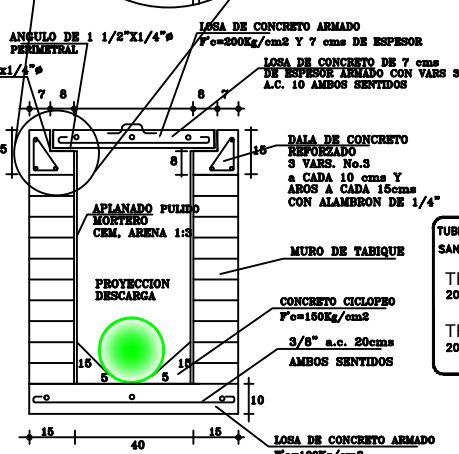 ANGULO DE 1 1/2"X1/4"ø
PERIMETRAL
x1/4"ø
LOSA DE CONCRETO ARMADO
F'c=200Kg/cm2 Y 7 cms DE ESPESOR
LOSA DE CONCRETO DE 7 cms
DE ESPESOR ARMADO CON VARS 3
A.C. 10 AMBOS SENTIDOS
7 8 8 7
5
15
8
DALA DE CONCRETO
REFORZADO
3 VARS. No.3
a CADA 10 cms Y
AROS A CADA 15cms
CON ALAMBRON DE 1/4"
APLANADO PULIDO
MORTERO
CEM, ARENA 1:3
MURO DE TABIQUE
TUB
SAN
20
20
PROYECCION
DESCARGA
CONCRETO CICLOPEO
F'c=150Kg/cm2
3/8" a.c. 20cms
AMBOS SENTIDOS
15 15
5 5
10
15 40 15
LOSA DE CONCRETO ARMADO